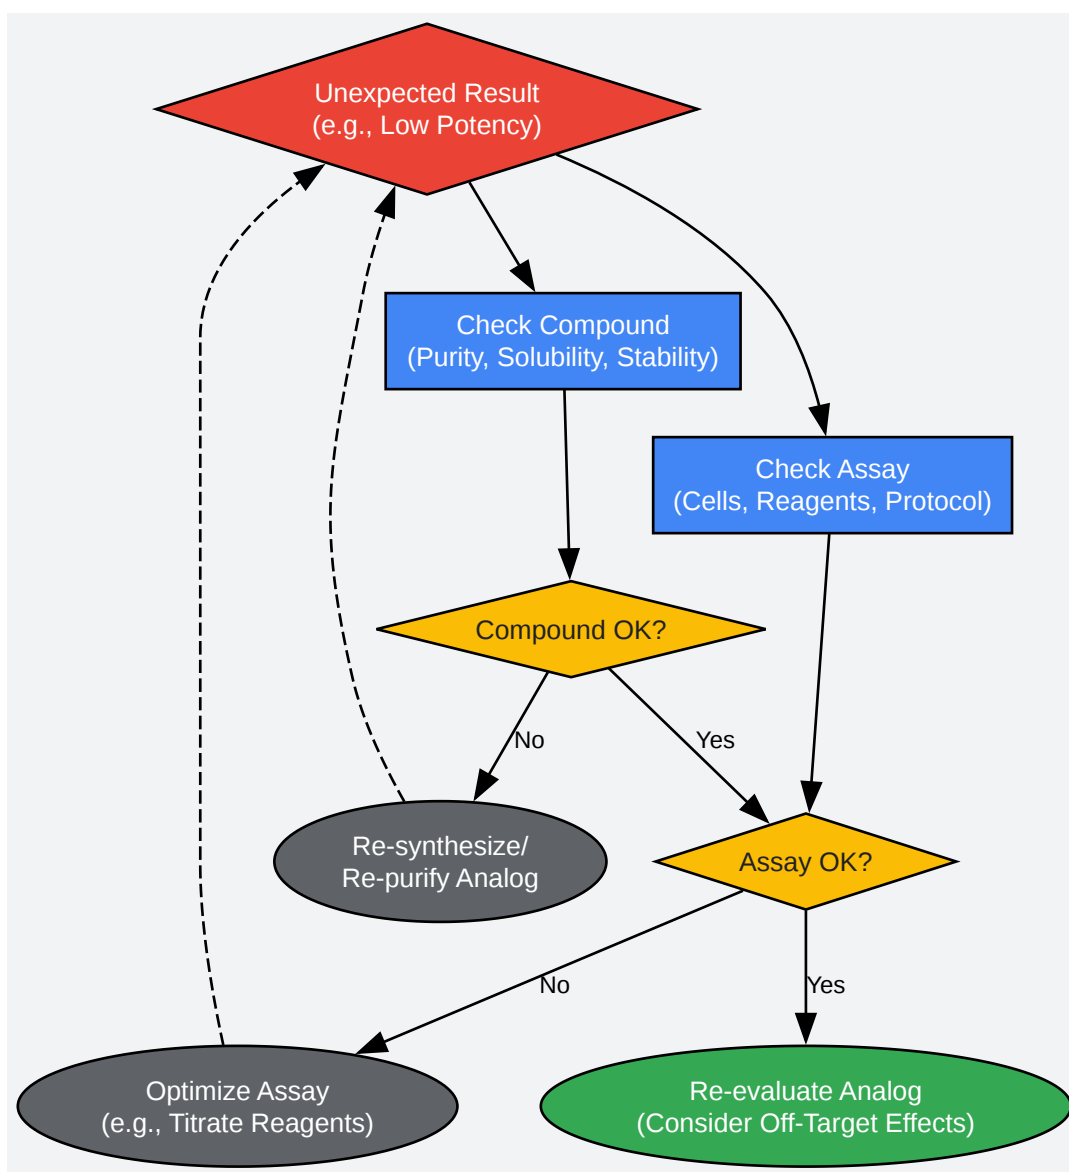 Unexpected Result
(e.g., Low Potency)
Check Compound
(Purity, Solubility, Stability)
Check Assay
(Cells, Reagents, Protocol)
Compound OK?
No
Yes
Re-synthesize/
Re-purify Analog
Assay OK?
No
Yes
Optimize Assay
(e.g., Titrate Reagents)
Re-evaluate Analog
(Consider Off-Target Effects)